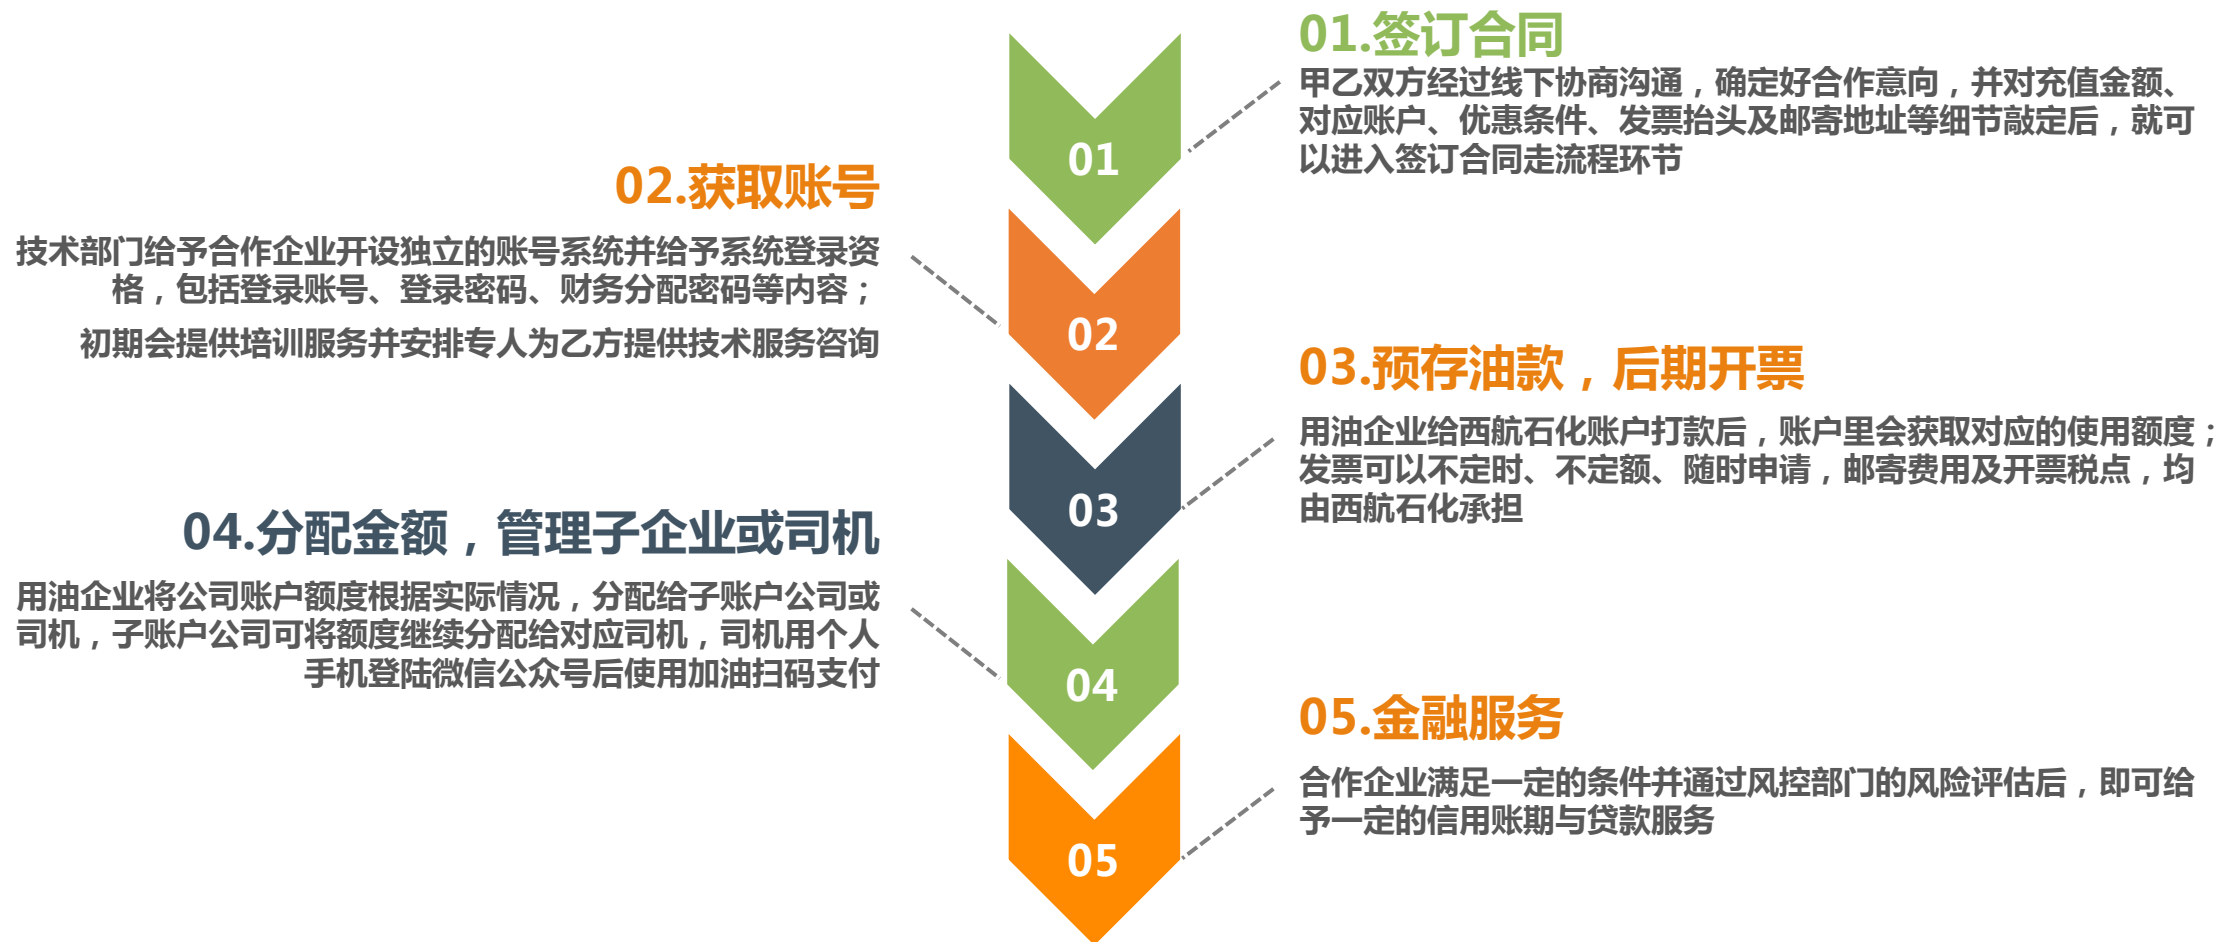 01.签订合同
甲乙双方经过线下协商沟通，确定好合作意向，并对充值金额、
对应账户、优惠条件、发票抬头及邮寄地址等细节敲定后，就可
以进入签订合同走流程环节
01
02.获取账号
技术部门给予合作企业开设独立的账号系统并给予系统登录资
格，包括登录账号、登录密码、财务分配密码等内容；
初期会提供培训服务并安排专人为乙方提供技术服务咨询
02
03.预存油款，后期开票
用油企业给西航石化账户打款后，账户里会获取对应的使用额度；
发票可以不定时、不定额、随时申请，邮寄费用及开票税点，均
由西航石化承担
03
04.分配金额，管理子企业或司机
用油企业将公司账户额度根据实际情况，分配给子账户公司或
司机，子账户公司可将额度继续分配给对应司机，司机用个人
手机登陆微信公众号后使用加油扫码支付
04
05.金融服务
合作企业满足一定的条件并通过风控部门的风险评估后，即可给
予一定的信用账期与贷款服务
05